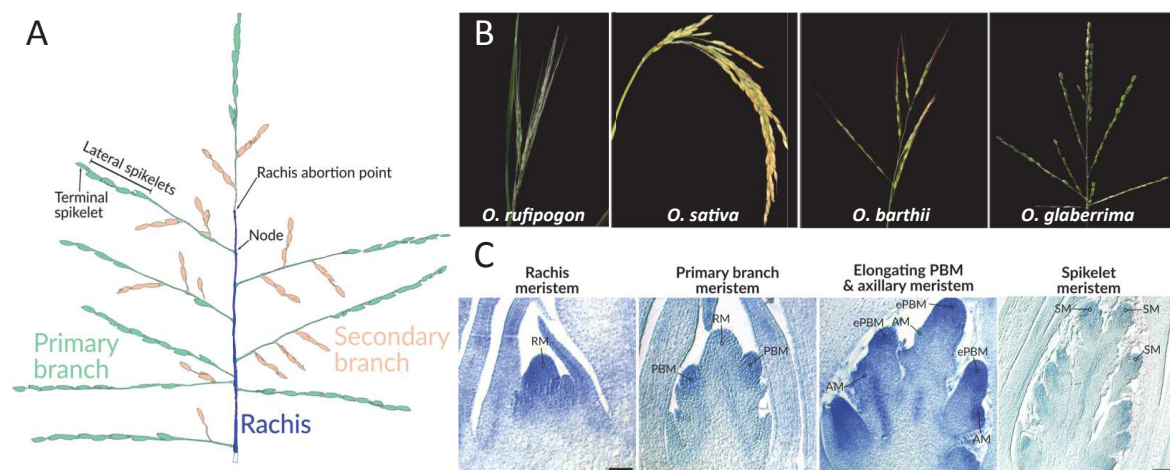 A
Lateral spikelets
Terminal
spikelet
Rachis abortion point
Node
Primary
branch
Secondary
branch
Rachis
B
O. rufipogon
O. sativa
O. barthii
O. glaberrima
C
Rachis
meristem
RM
Primary branch
meristem
RM
PBM
PBM
Elongating PBM
& axillary meristem
ePBM
ePBM
AM
ePBM
AM
AM
Spikelet
meristem
SM
SM
SM